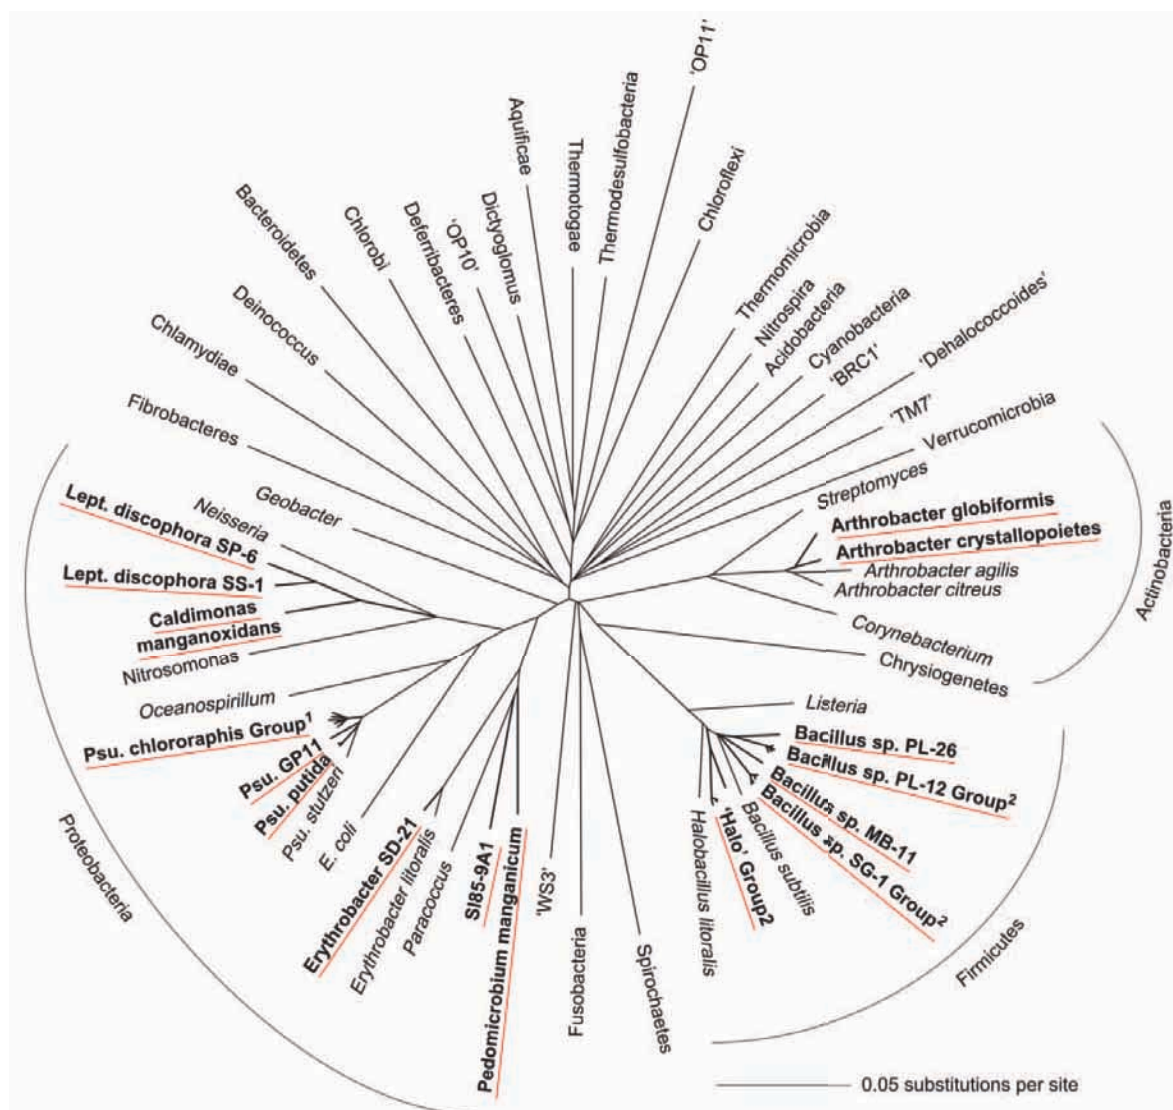 'OP11'
Thermodesulfobacteria
Thermotogae
Aquificae
Chloroflexi
Dictyoglomus
'OP10'
Deferribacteres
Chlorobi
Bacteroidetes
Deinococcus
Chlamydiae
Fibrobacteres
Geobacter
Thermomicrobia
Nitrospira
Acidobacteria
Cyanobacteria
'BRC1'
'Dehalococcoides'
'TM7'
Verrucomicrobia
Streptomyces
Arthrobacter globiformis
Arthrobacter crystallopoietes
Arthrobacter agilis
Arthrobacter citreus
Corynebacterium
Chrysiogenetes
Actinobacteria
Neisseria
Lept. discophora SP-6
Lept. discophora SS-1
Caldimonas
manganoxidans
Nitrosomonas
Oceanospirillum
Psu. chlororaphis Group1
Psu. GP11
Psu. putida
Psu. stutzeri
E. coli
Erythrobacter SD-21
Erythrobacter litoralis
Paracoccus
SI85-9A1
Pedomicrobium manganicum
Proteobacteria
'WS3'
Fusobacteria
Spirochaetes
Listeria
Bacillus sp. PL-26
Bacillus sp. PL-12 Group2
Bacillus sp. MB-11
Bacillus sp. SG-1 Group2
Bacillus subtilis
'Halo' Group2
Halobacillus litoralis
Firmicutes
0.05 substitutions per site